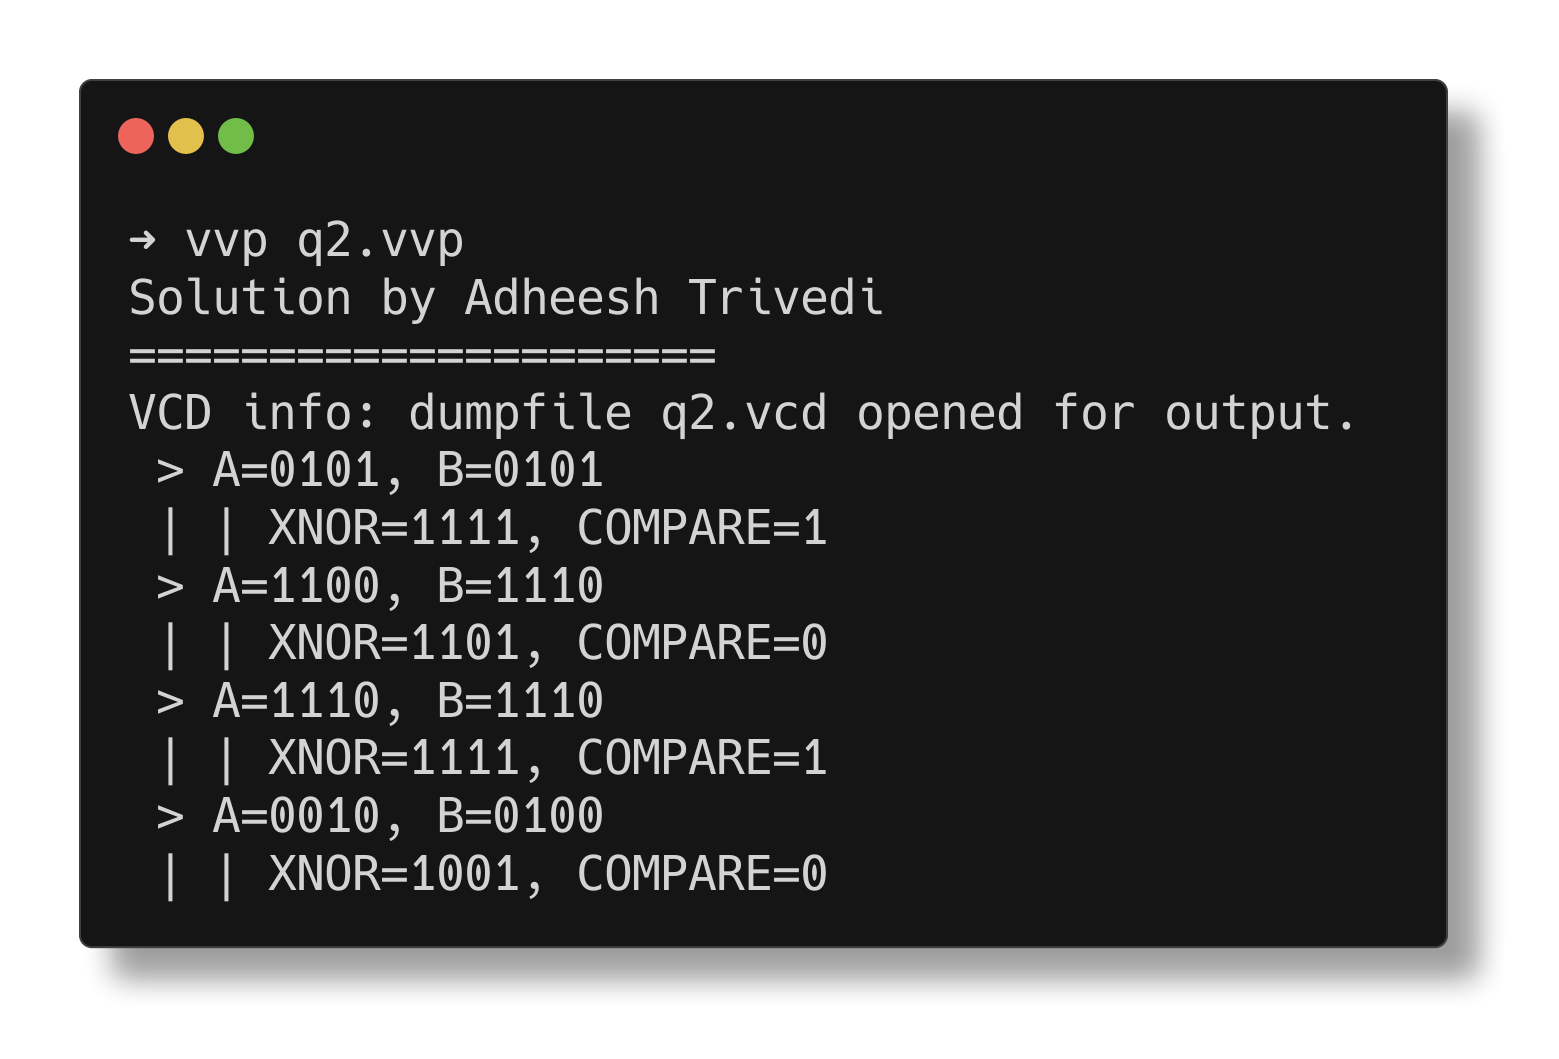 ➜ vvp q2.vvp
Solution by Adheesh Trivedi
=====================
VCD info: dumpfile q2.vcd opened for output.
 > A=0101, B=0101
 | | XNOR=1111, COMPARE=1
 > A=1100, B=1110
 | | XNOR=1101, COMPARE=0
 > A=1110, B=1110
 | | XNOR=1111, COMPARE=1
 > A=0010, B=0100
 | | XNOR=1001, COMPARE=0